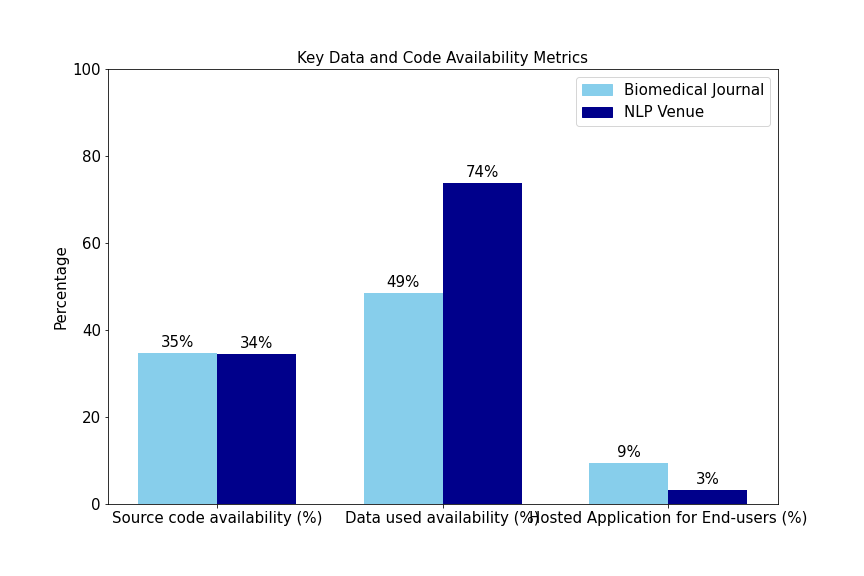 Key Data and Code Availability Metrics
100
80
60
40
20
0
Percentage
Biomedical Journal
NLP Venue
35%
34%
49%
74%
9%
3%
Source code availability (%)
Data used availability (%)
Hosted Application for End-users (%)